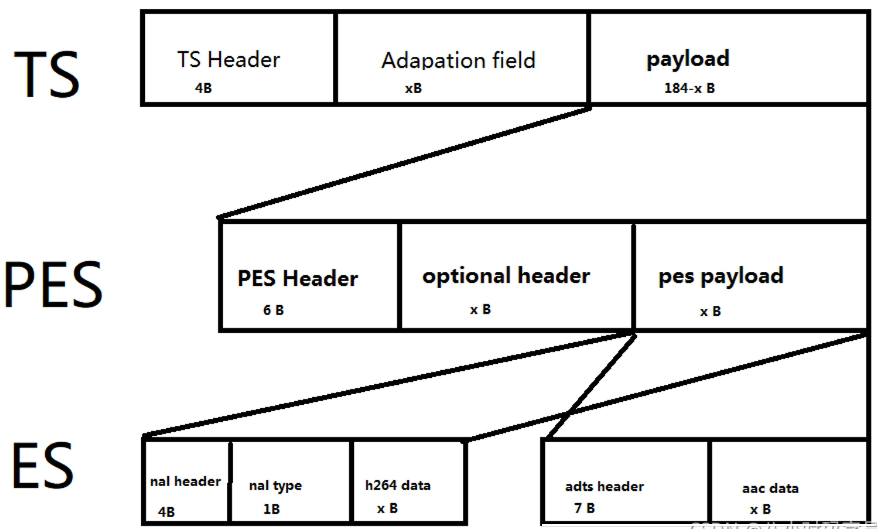 TS
TS Header
Adapation field
payload
4B
xB
184-x B
PES
PES Header
optional header
pes payload
6 B
x B
x B
ES
nal header
nal type
h264 data
adts header
aac data
4B
1B
x B
7 B
x B